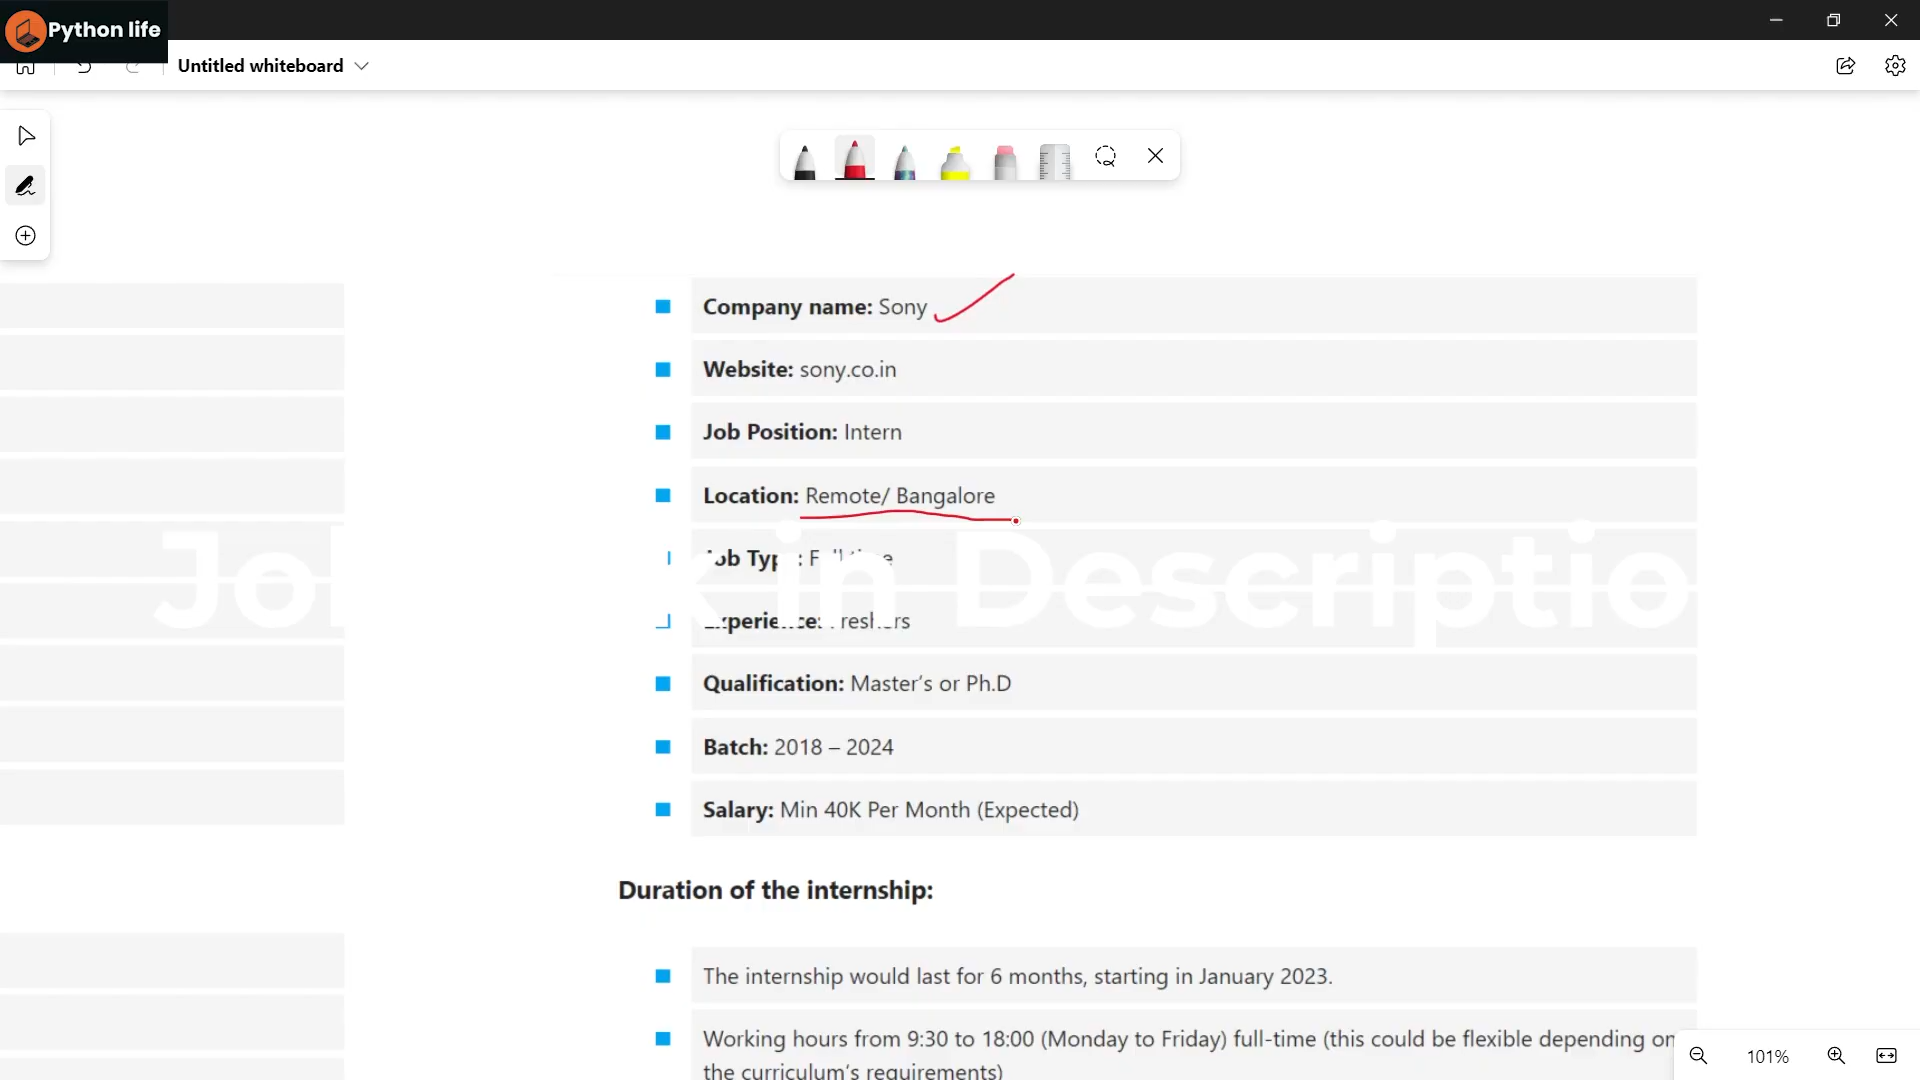 Python life
Untitled whiteboard
Company name: Sony
Website: sony.co.in
Job Position: Intern
Location: Remote/ Bangalore
in Descriptio
Qualification: Master's or Ph.D
Batch: 2018 – 2024
Salary: Min 40K Per Month (Expected)
Duration of the internship:
The internship would last for 6 months, starting in January 2023.
Working hours from 9:30 to 18:00 (Monday to Friday) full-time (this could be flexible depending on
the curriculum's requirements)
101%